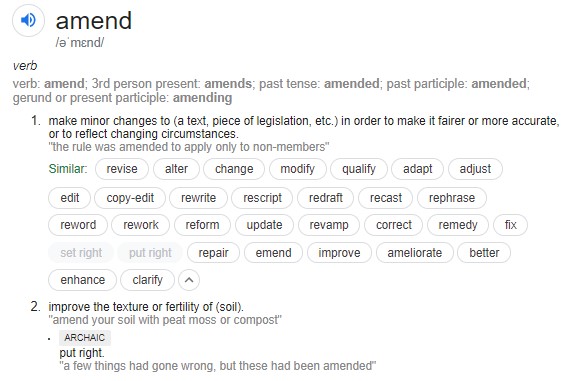 amend
/əˈmɛnd/
verb
verb: amend; 3rd person present: amends; past tense: amended; past participle: amended;
gerund or present participle: amending
1. make minor changes to (a text, piece of legislation, etc.) in order to make it fairer or more accurate,
or to reflect changing circumstances.
"the rule was amended to apply only to non-members"
Similar: revise alter change modify qualify adapt adjust
edit copy-edit rewrite rescript redraft recast rephrase
reword rework reform update revamp correct remedy fix
set right put right repair emend improve ameliorate better
enhance clarify
2. improve the texture or fertility of (soil).
"amend your soil with peat moss or compost"
• ARCHAIC
put right.
"a few things had gone wrong, but these had been amended"